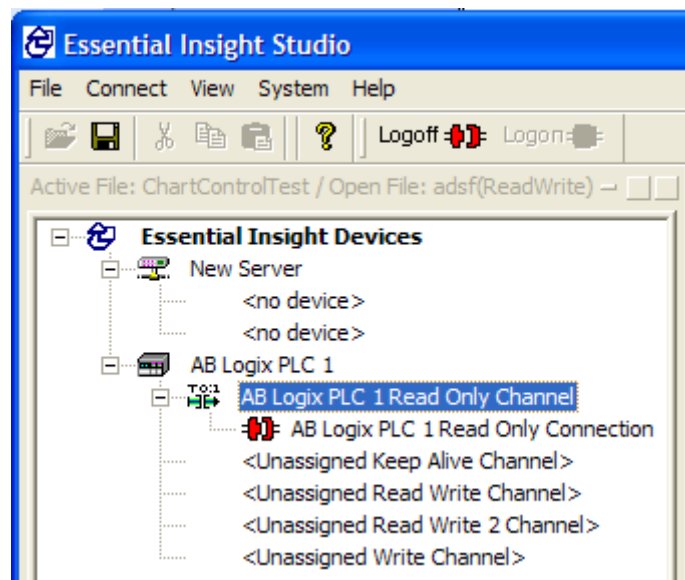 Essential Insight Studio
File Connect View System Help
Logoff Logon
Active File: ChartControlTest / Open File: adsf(ReadWrite)
Essential Insight Devices
New Server
<no device>
<no device>
AB Logix PLC 1
AB Logix PLC 1 Read Only Channel
AB Logix PLC 1 Read Only Connection
<Unassigned Keep Alive Channel>
<Unassigned Read Write Channel>
<Unassigned Read Write 2 Channel>
<Unassigned Write Channel>